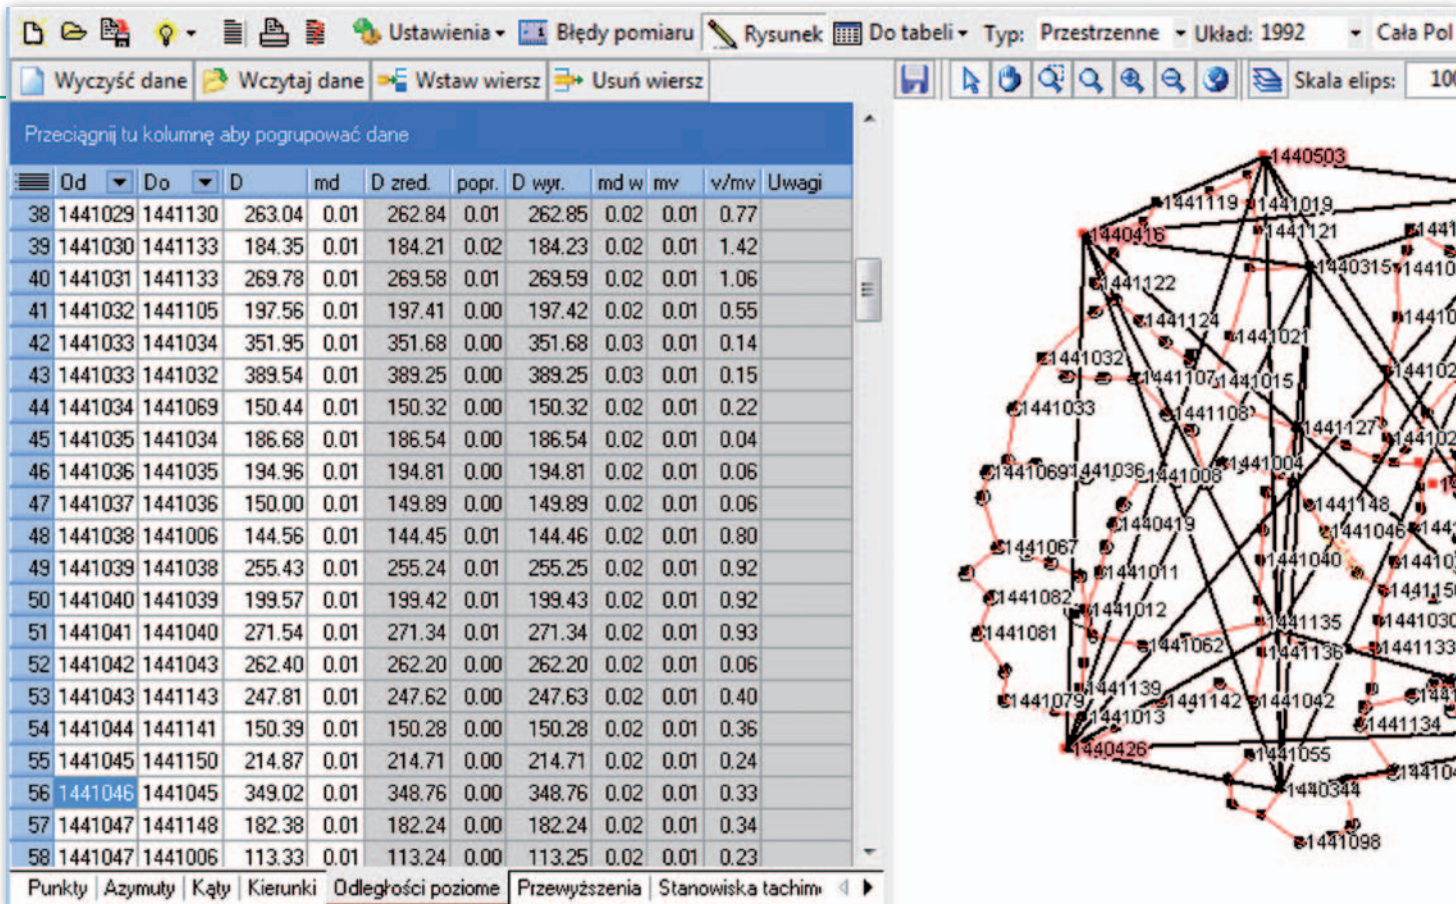 Ustawienia Błędy pomiaru Rysunek Do tabeli Typ: Przestrzenne Układ: 1992 Cała Pol
Wyczyść dane Wczytaj dane Wstaw wiersz Usuń wiersz Skala elips: 100
Przeciągnij tu kolumnę aby pogrupować dane
Od Do D md D zred. popr. D wyr. md w mv v/mv Uwagi
38 1441029 1441130 263.04 0.01 262.84 0.01 262.85 0.02 0.01 0.77
39 1441030 1441133 184.35 0.01 184.21 0.02 184.23 0.02 0.01 1.42
40 1441031 1441133 269.78 0.01 269.58 0.01 269.59 0.02 0.01 1.06
41 1441032 1441105 197.56 0.01 197.41 0.00 197.42 0.02 0.01 0.55
42 1441033 1441034 351.95 0.01 351.68 0.00 351.68 0.03 0.01 0.14
43 1441033 1441032 389.54 0.01 389.25 0.00 389.25 0.03 0.01 0.15
44 1441034 1441069 150.44 0.01 150.32 0.00 150.32 0.02 0.01 0.22
45 1441035 1441034 186.68 0.01 186.54 0.00 186.54 0.02 0.01 0.04
46 1441036 1441035 194.96 0.01 194.81 0.00 194.81 0.02 0.01 0.06
47 1441037 1441036 150.00 0.01 149.89 0.00 149.89 0.02 0.01 0.06
48 1441038 1441006 144.56 0.01 144.45 0.01 144.46 0.02 0.01 0.80
49 1441039 1441038 255.43 0.01 255.24 0.01 255.25 0.02 0.01 0.92
50 1441040 1441039 199.57 0.01 199.42 0.01 199.43 0.02 0.01 0.92
51 1441041 1441040 271.54 0.01 271.34 0.01 271.34 0.02 0.01 0.93
52 1441042 1441043 262.40 0.01 262.20 0.00 262.20 0.02 0.01 0.06
53 1441043 1441143 247.81 0.01 247.62 0.00 247.63 0.02 0.01 0.40
54 1441044 1441141 150.39 0.01 150.28 0.00 150.28 0.02 0.01 0.36
55 1441045 1441150 214.87 0.01 214.71 0.00 214.71 0.02 0.01 0.24
56 1441046 1441045 349.02 0.01 348.76 0.00 348.76 0.02 0.01 0.33
57 1441047 1441148 182.38 0.01 182.24 0.00 182.24 0.02 0.01 0.34
58 1441047 1441006 113.33 0.01 113.24 0.00 113.25 0.02 0.01 0.23
Punkty Azymuty Kąty Kierunki Odległości poziome Przewyższenia Stanowiska tachim
1440503
1441119 1441019
1440416 1441121
1440315
1441122
1441124
1441021
1441032
1441107 1441015
1441033 1441108
1441127
1441069 1441036 1441008 1441004
1441148
1440419 1441046
1441067
1441011 1441040
1441082 1441012
1441135 1441030
1441081 1441062 1441136 1441133
1441139
1441079 1441142 1441042
1441013 1441134
1440426 1441055
1440344
1441098